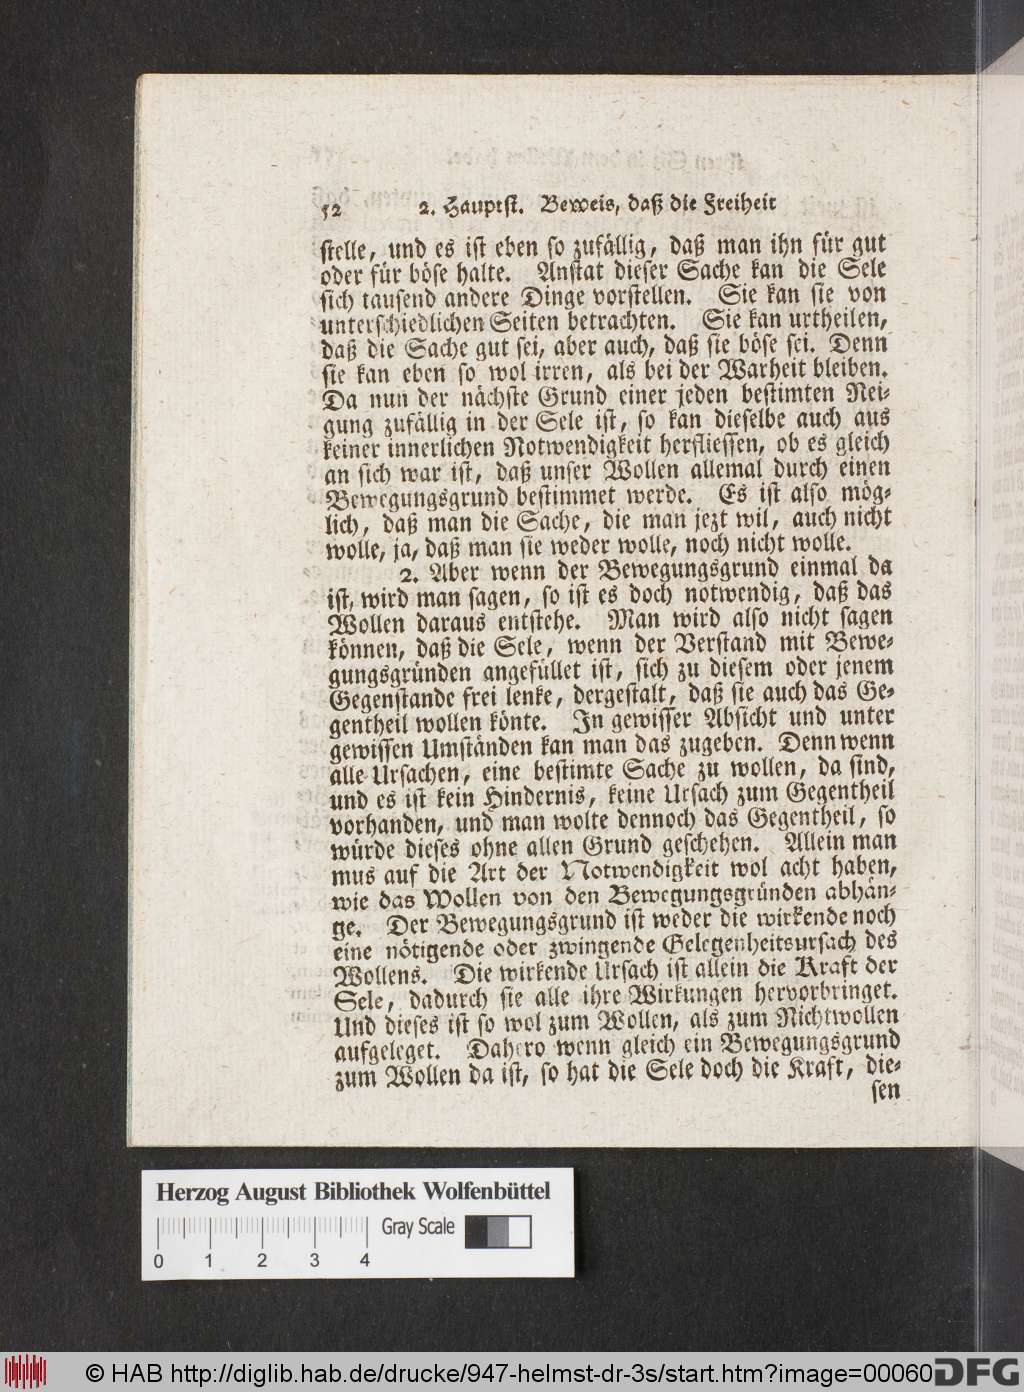 52 2. Hauptst. Beweis, daß die Freiheit
stelle, und es ist eben so zufällig, daß man ihn für gut
oder für böse halte. Anstat dieser Sache kan die Sele
sich tausend andere Dinge vorstellen. Sie kan sie von
unterschiedlichen Seiten betrachten. Sie kan urtheilen,
daß die Sache gut sei, aber auch, daß sie böse sei. Denn
sie kan eben so wol irren, als bei der Warheit bleiben.
Da nun der nächste Grund einer jeden bestimten Nei-
gung zufällig in der Sele ist, so kan dieselbe auch aus
keiner innerlichen Notwendigkeit herfliessen, ob es gleich
an sich war ist, daß unser Wollen allemal durch einen
Bewegungsgrund bestimmet werde. Es ist also mög-
lich, daß man die Sache, die man jezt wil, auch nicht
wolle, ja, daß man sie weder wolle, noch nicht wolle.
2. Aber wenn der Bewegungsgrund einmal da
ist, wird man sagen, so ist es doch notwendig, daß das
Wollen daraus entstehe. Man wird also nicht sagen
können, daß die Sele, wenn der Verstand mit Bewe-
gungsgründen angefüllet ist, sich zu diesem oder jenem
Gegenstande frei lenke, dergestalt, daß sie auch das Ge-
gentheil wollen könte. In gewisser Absicht und unter
gewissen Umständen kan man das zugeben. Denn wenn
alle Ursachen, eine bestimte Sache zu wollen, da sind,
und es ist kein Hindernis, keine Ursach zum Gegentheil
vorhanden, und man wolte dennoch das Gegentheil, so
würde dieses ohne allen Grund geschehen. Allein man
mus auf die Art der Notwendigkeit wol acht haben,
wie das Wollen von den Bewegungsgründen abhän-
ge. Der Bewegungsgrund ist weder die wirkende noch
eine nötigende oder zwingende Gelegenheitsursach des
Wollens. Die wirkende Ursach ist allein die Kraft der
Sele, dadurch sie alle ihre Wirkungen hervorbringet.
Und dieses ist so wol zum Wollen, als zum Nichtwollen
aufgeleget. Dahero wenn gleich ein Bewegungsgrund
zum Wollen da ist, so hat die Sele doch die Kraft, die-
sen
Herzog August Bibliothek Wolfenbüttel
Gray Scale
0 1 2 3 4
© HAB http://diglib.hab.de/drucke/947-helmst-dr-3s/start.htm?image=00060
DFG